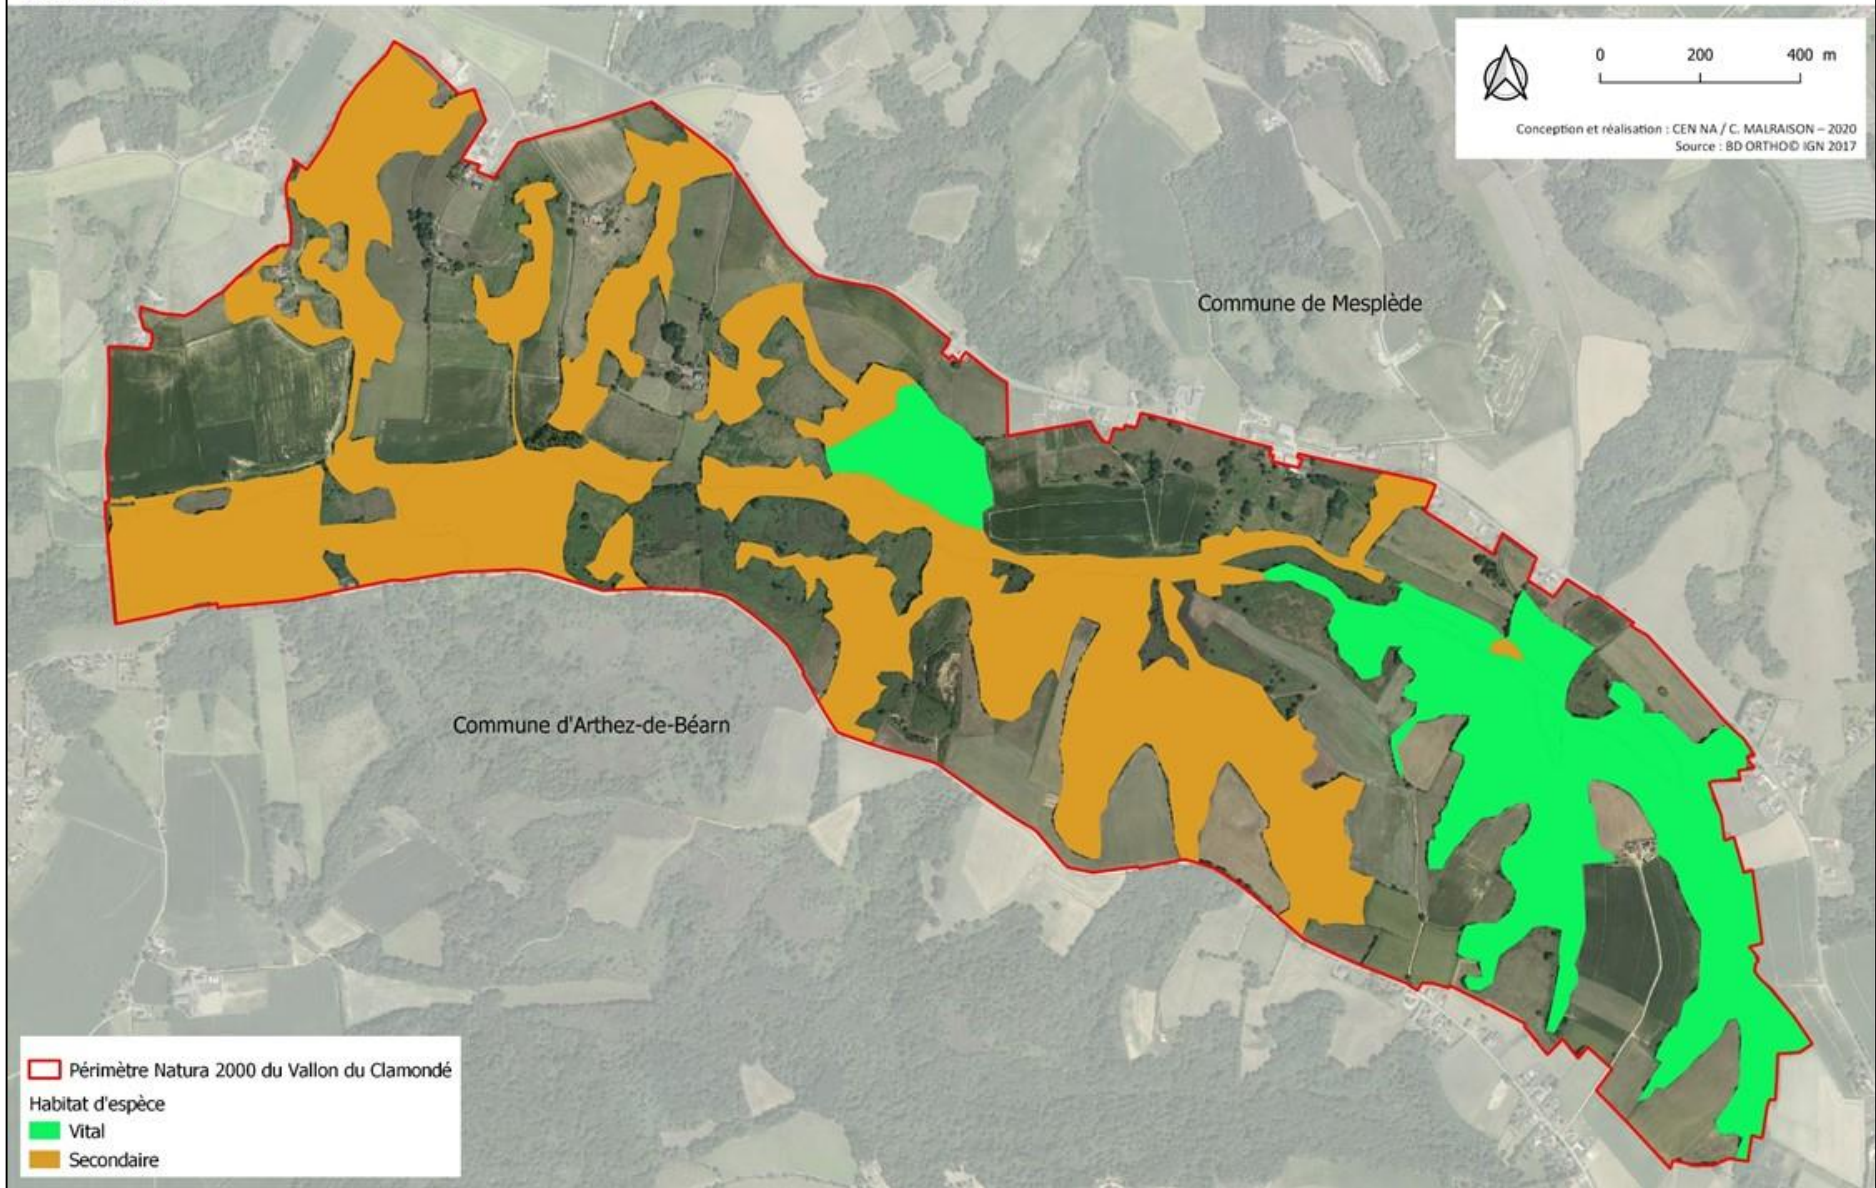 0 200 400 m
Conception et réalisation : CEN NA / C. MALRAISON – 2020
Source : BD ORTHO© IGN 2017
Commune de Mesplède
Commune d'Arthez-de-Béarn
Périmètre Natura 2000 du Vallon du Clamondé
Habitat d'espèce
Vital
Secondaire